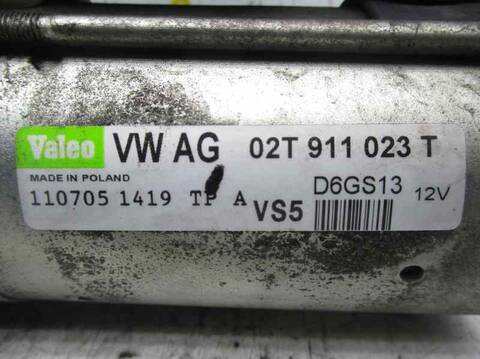 Valeo VW AG 02T 911 023 T
MADE IN POLAND
110705 1419 TP A VS5 D6GS13 12V